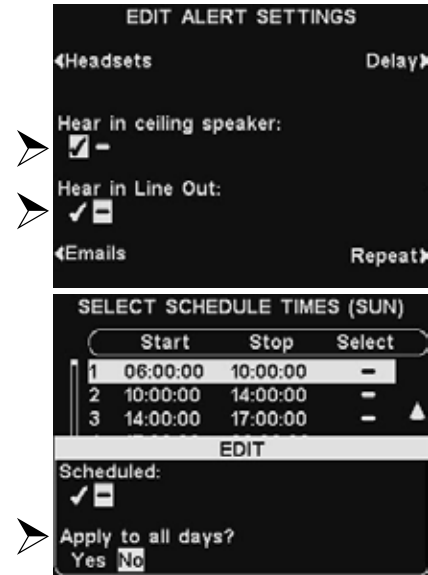 EDIT ALERT SETTINGS
Headsets Delay
Hear in ceiling speaker:
✓ –
Hear in Line Out:
✓ –
Emails Repeat
SELECT SCHEDULE TIMES (SUN)
Start Stop Select
1 06:00:00 10:00:00 –
2 10:00:00 14:00:00 –
3 14:00:00 17:00:00 –
EDIT
Scheduled:
✓ –
Apply to all days?
Yes No